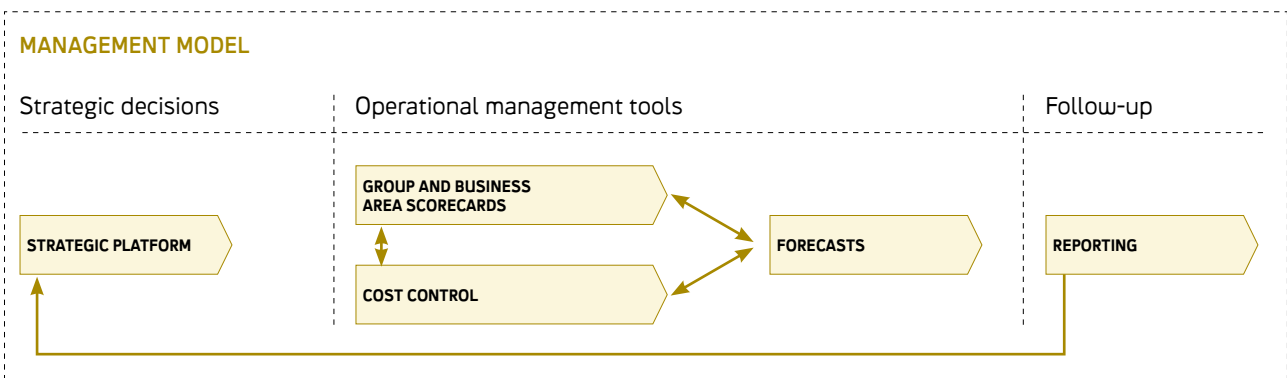 MANAGEMENT MODEL
Strategic decisions
Operational management tools
Follow-up
GROUP AND BUSINESS
AREA SCORECARDS
STRATEGIC PLATFORM
FORECASTS
REPORTING
COST CONTROL